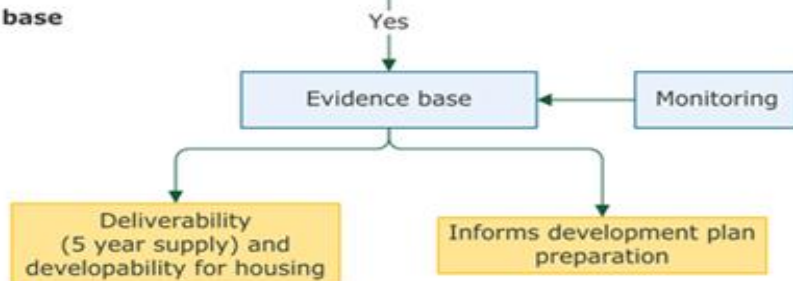 base
Yes
Evidence base
Monitoring
Deliverability
(5 year supply) and
developability for housing
Informs development plan
preparation